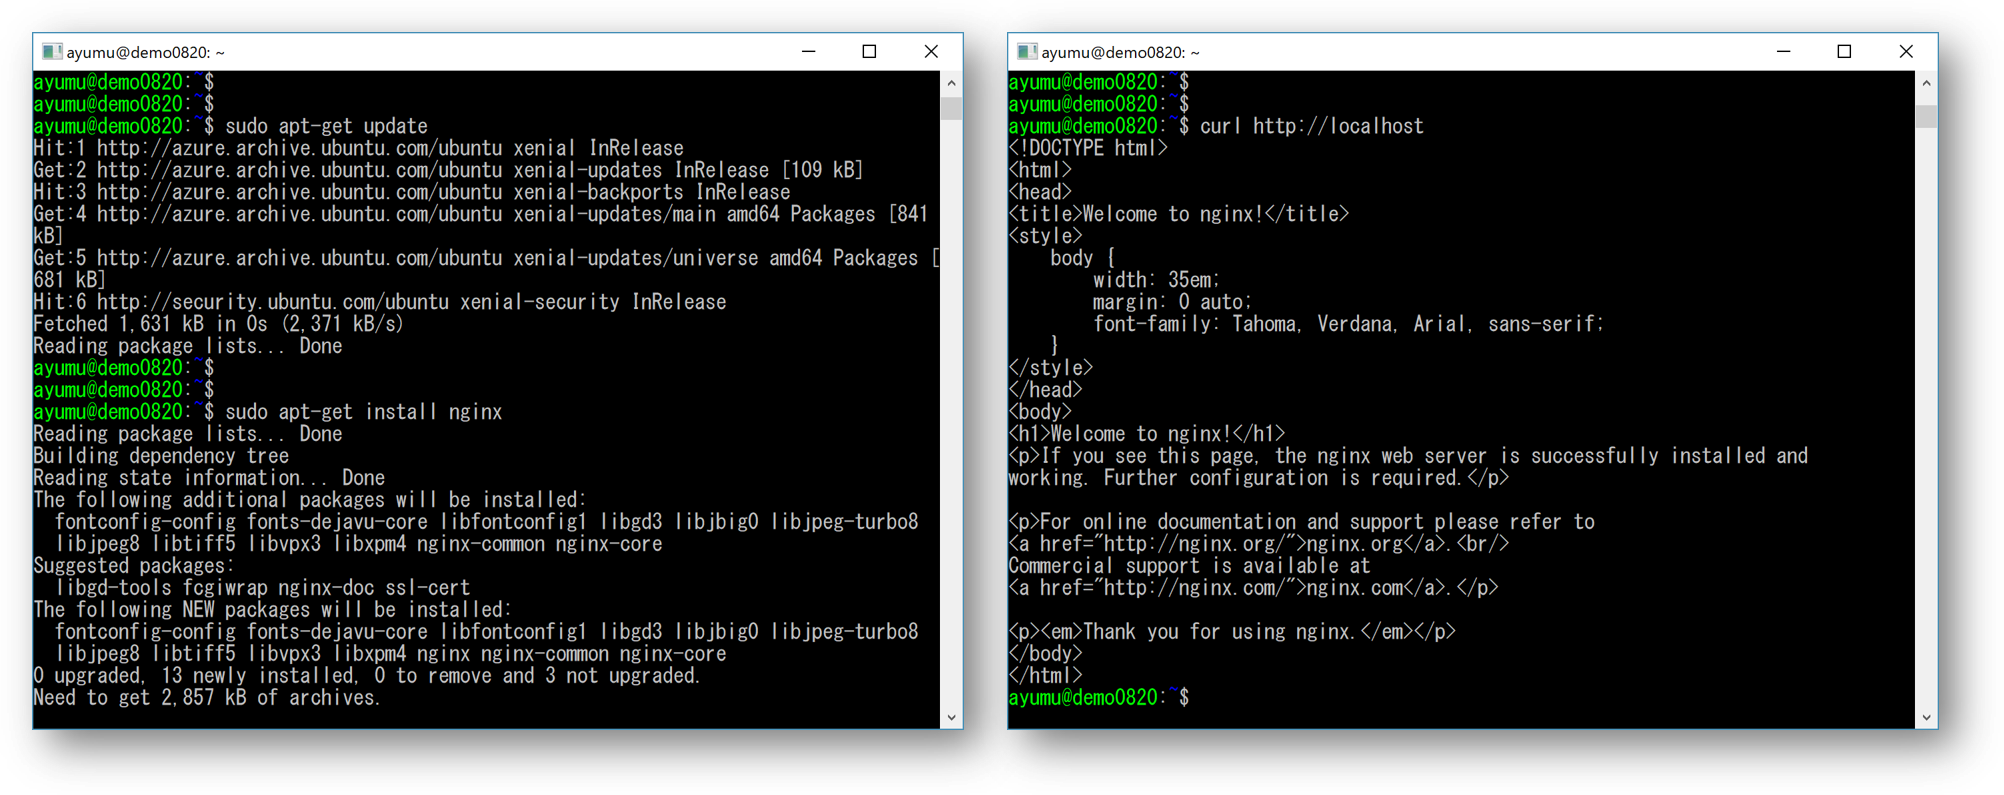 ayumu@demo0820: ~
ayumu@demo0820:~$
ayumu@demo0820:~$
ayumu@demo0820:~$ sudo apt-get update
Hit:1 http://azure.archive.ubuntu.com/ubuntu xenial InRelease
Get:2 http://azure.archive.ubuntu.com/ubuntu xenial-updates InRelease [109 kB]
Hit:3 http://azure.archive.ubuntu.com/ubuntu xenial-backports InRelease
Get:4 http://azure.archive.ubuntu.com/ubuntu xenial-updates/main amd64 Packages [841
kB]
Get:5 http://azure.archive.ubuntu.com/ubuntu xenial-updates/universe amd64 Packages [
681 kB]
Hit:6 http://security.ubuntu.com/ubuntu xenial-security InRelease
Fetched 1,631 kB in 0s (2,371 kB/s)
Reading package lists... Done
ayumu@demo0820:~$
ayumu@demo0820:~$
ayumu@demo0820:~$ sudo apt-get install nginx
Reading package lists... Done
Building dependency tree
Reading state information... Done
The following additional packages will be installed:
  fontconfig-config fonts-dejavu-core libfontconfig1 libgd3 libjbig0 libjpeg-turbo8
  libjpeg8 libtiff5 libvpx3 libxpm4 nginx-common nginx-core
Suggested packages:
  libgd-tools fcgiwrap nginx-doc ssl-cert
The following NEW packages will be installed:
  fontconfig-config fonts-dejavu-core libfontconfig1 libgd3 libjbig0 libjpeg-turbo8
  libjpeg8 libtiff5 libvpx3 libxpm4 nginx nginx-common nginx-core
0 upgraded, 13 newly installed, 0 to remove and 3 not upgraded.
Need to get 2,857 kB of archives.
ayumu@demo0820: ~
ayumu@demo0820:~$
ayumu@demo0820:~$
ayumu@demo0820:~$ curl http://localhost
<!DOCTYPE html>
<html>
<head>
<title>Welcome to nginx!</title>
<style>
    body {
        width: 35em;
        margin: 0 auto;
        font-family: Tahoma, Verdana, Arial, sans-serif;
    }
</style>
</head>
<body>
<h1>Welcome to nginx!</h1>
<p>If you see this page, the nginx web server is successfully installed and
working. Further configuration is required.</p>
<p>For online documentation and support please refer to
<a href="http://nginx.org/">nginx.org</a>.<br/>
Commercial support is available at
<a href="http://nginx.com/">nginx.com</a>.</p>
<p><em>Thank you for using nginx.</em></p>
</body>
</html>
ayumu@demo0820:~$